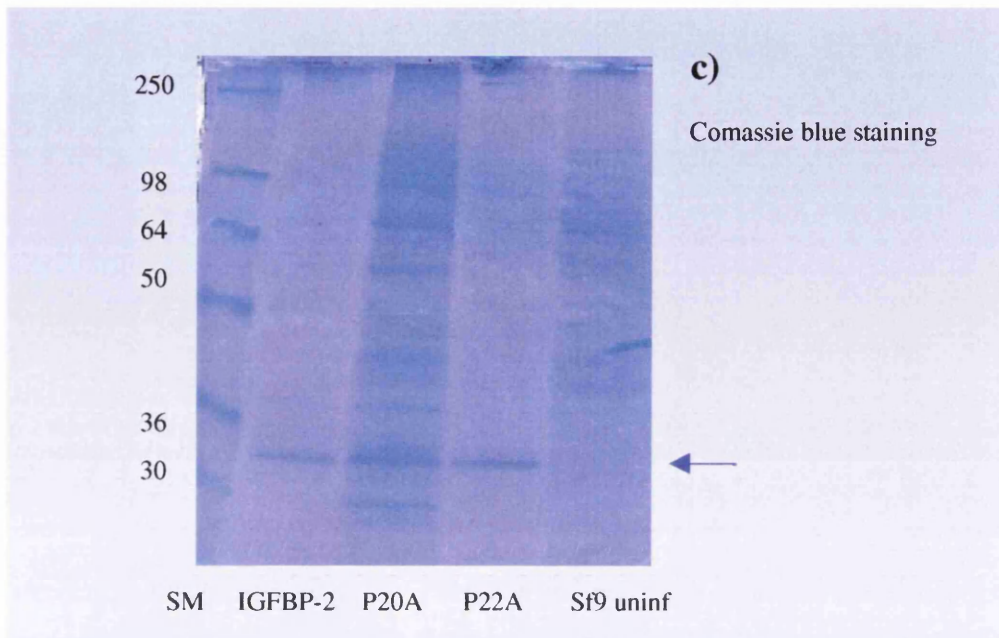 c)
Comassie blue staining
250
98
64
50
36
30
SM IGFBP-2 P20A P22A Sf9 uninf